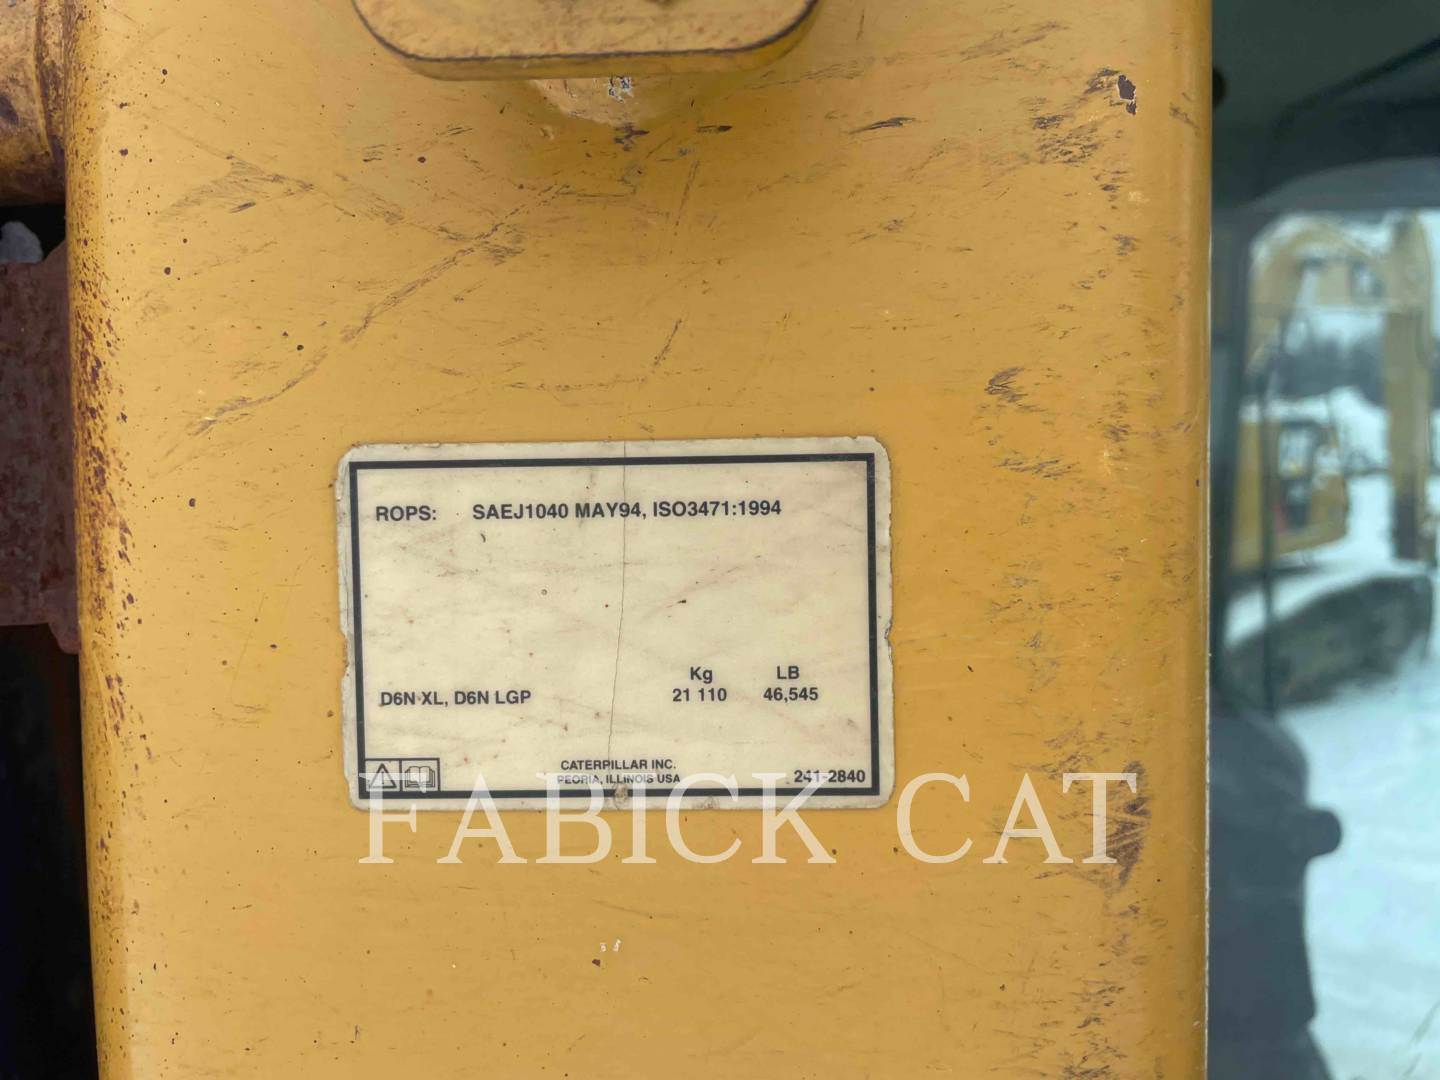 ROPS: SAEJ1040 MAY94, ISO3471:1994
Kg LB
D6N XL, D6N LGP 21 110 46,545
CATERPILLAR INC.
PEORIA, ILLINOIS USA
241-2840
FABICK CAT